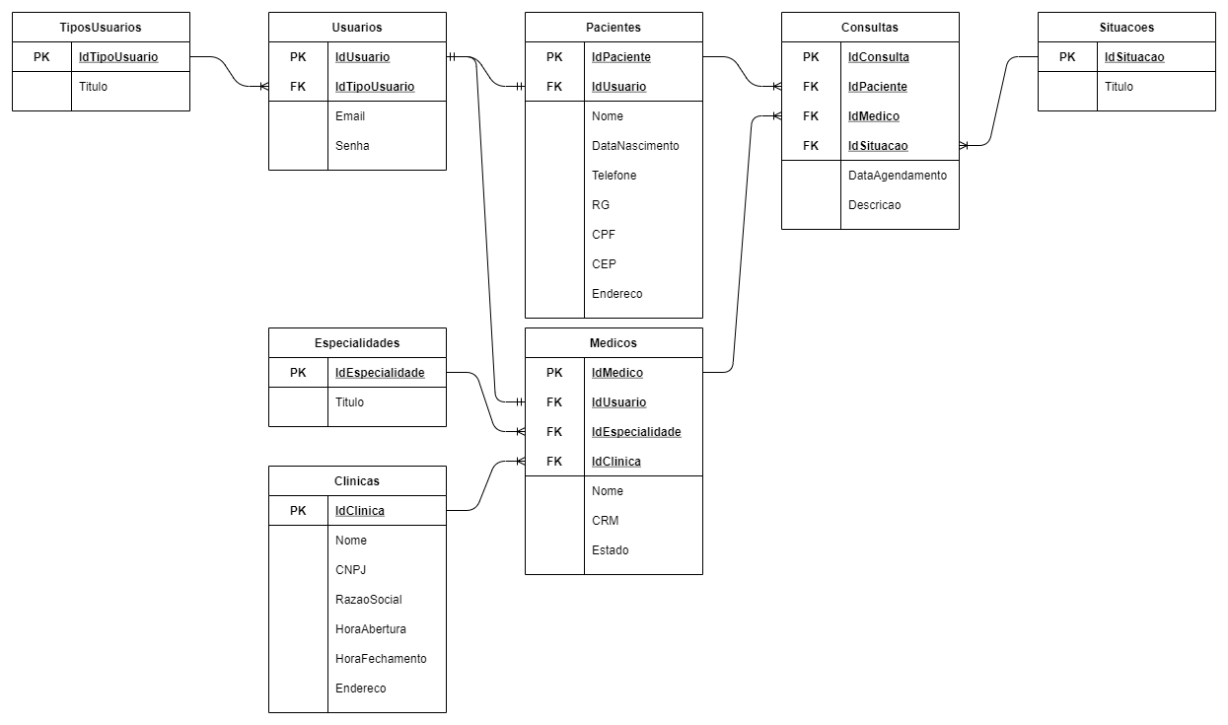 TiposUsuarios
PK IdTipoUsuario
Titulo
Usuarios
PK IdUsuario
FK IdTipoUsuario
Email
Senha
Pacientes
PK IdPaciente
FK IdUsuario
Nome
DataNascimento
Telefone
RG
CPF
CEP
Endereco
Consultas
PK IdConsulta
FK IdPaciente
FK IdMedico
FK IdSituacao
DataAgendamento
Descricao
Situacoes
PK IdSituacao
Titulo
Especialidades
PK IdEspecialidade
Titulo
Medicos
PK IdMedico
FK IdUsuario
FK IdEspecialidade
FK IdClinica
Nome
CRM
Estado
Clinicas
PK IdClinica
Nome
CNPJ
RazaoSocial
HoraAbertura
HoraFechamento
Endereco